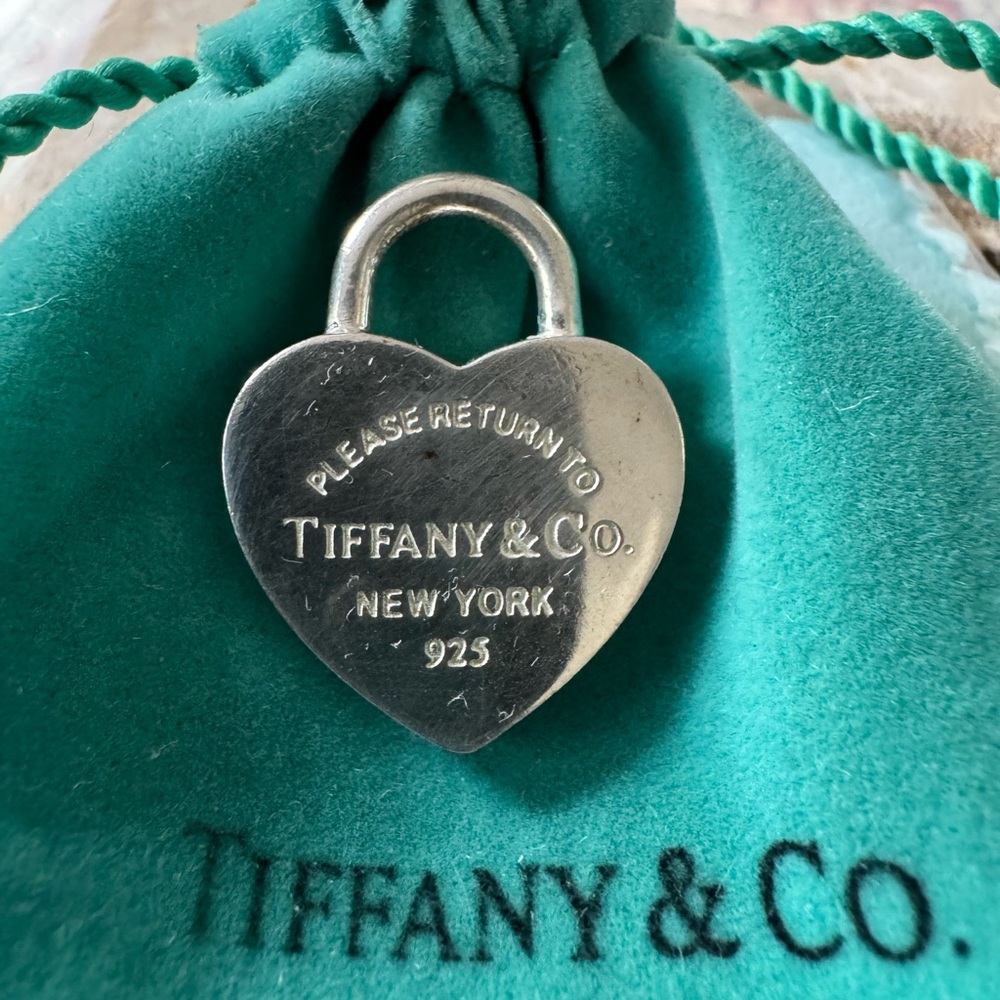 PLEASE RETURN TO
TIFFANY & CO.
NEW YORK
925
TIFFANY & CO.